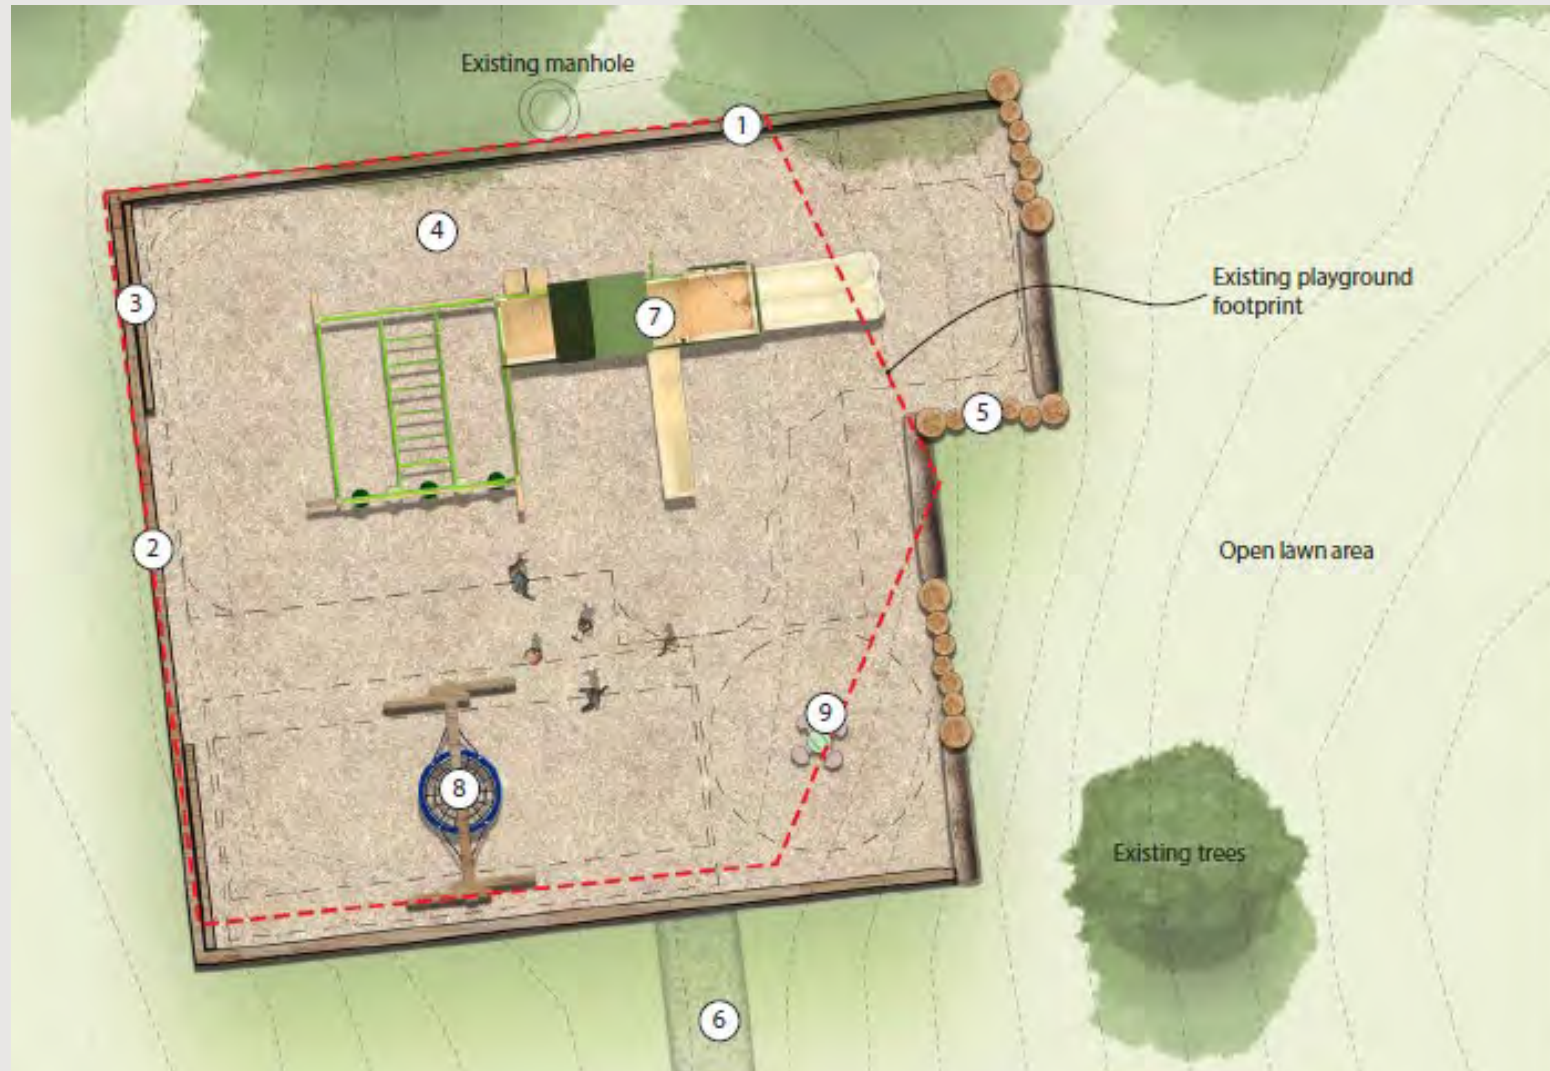 Existing manhole
1
4
3
Existing playground
footprint
7
5
2
Open lawn area
9
8
Existing trees
6